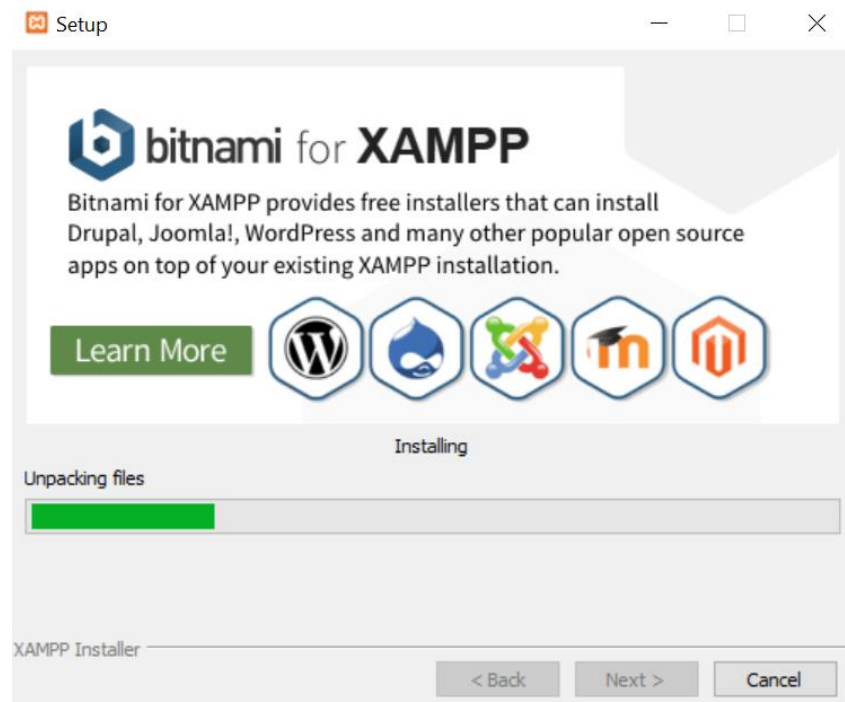 Setup
bitnami for XAMPP
Bitnami for XAMPP provides free installers that can install
Drupal, Joomla!, WordPress and many other popular open source
apps on top of your existing XAMPP installation.
Learn More
Installing
Unpacking files
XAMPP Installer
< Back Next > Cancel